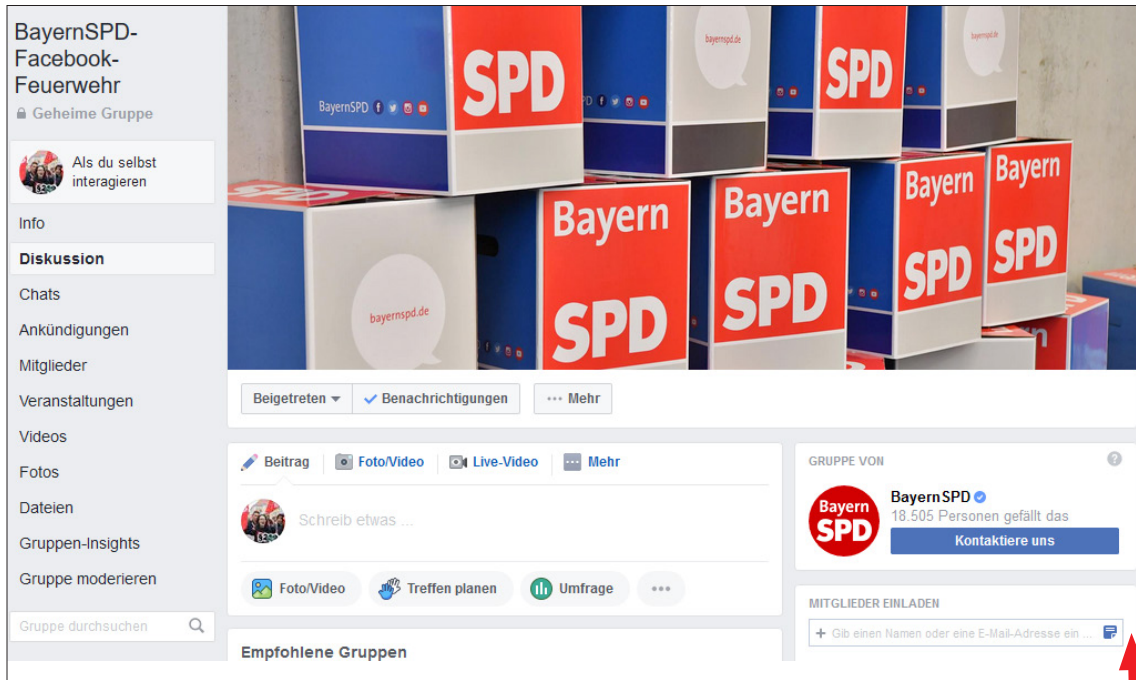 BayernSPD-
Facebook-
Feuerwehr
Geheime Gruppe
Als du selbst
interagieren
Info
Diskussion
Chats
Ankündigungen
Mitglieder
Veranstaltungen
Videos
Fotos
Dateien
Gruppen-Insights
Gruppe moderieren
Gruppe durchsuchen
BayernSPD
SPD
bayernspd.de
SPD
bayernspd.de
bayernspd.de
Bayern
SPD
Bayern
SPD
Bayern
SPD
Bayern
SPD
Beigetreten
Benachrichtigungen
Mehr
Beitrag
Foto/Video
Live-Video
Mehr
Schreib etwas ...
Foto/Video
Treffen planen
Umfrage
Empfohlene Gruppen
GRUPPE VON
Bayern
SPD
BayernSPD
18.505 Personen gefällt das
Kontaktiere uns
MITGLIEDER EINLADEN
+ Gib einen Namen oder eine E-Mail-Adresse ein ...